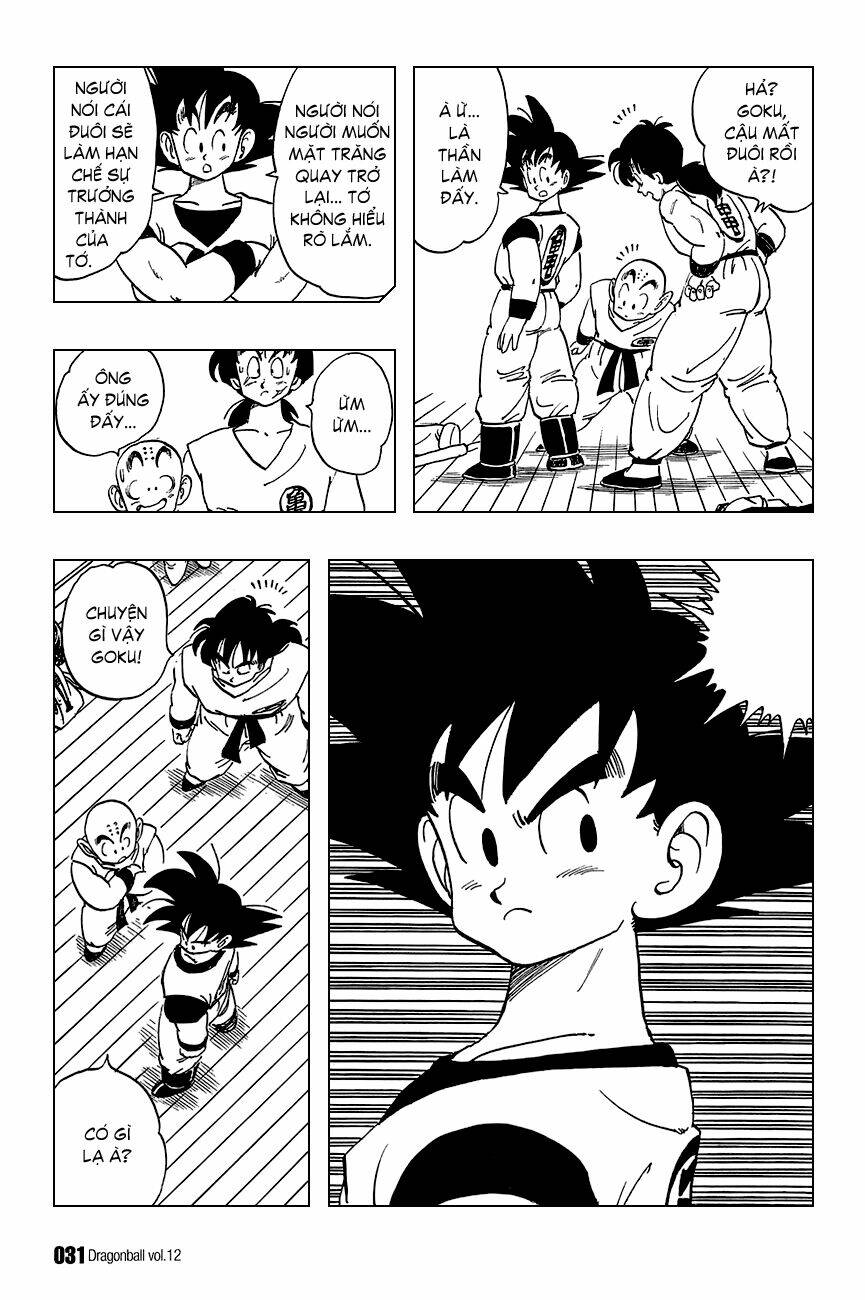 HẢ?
GOKU,
CẬU MẤT
ĐUÔI RỒI
À?!
À Ừ...
LÀ
THẦN
LÀM
ĐẤY.
NGƯỜI NÓI
NGƯỜI MUỐN
MẶT TRĂNG
QUAY TRỞ
LẠI... TỚ
KHÔNG HIỂU
RÕ LẮM.
NGƯỜI
NÓI CÁI
ĐUÔI SẼ
LÀM HẠN
CHẾ SỰ
TRƯỞNG
THÀNH
CỦA
TỚ.
ỪM
ỪM...
ÔNG
ẤY ĐÚNG
ĐẤY...
亀
CHUYỆN
GÌ VẬY
GOKU!
CÓ GÌ
LẠ À?
031 Dragonball vol.12